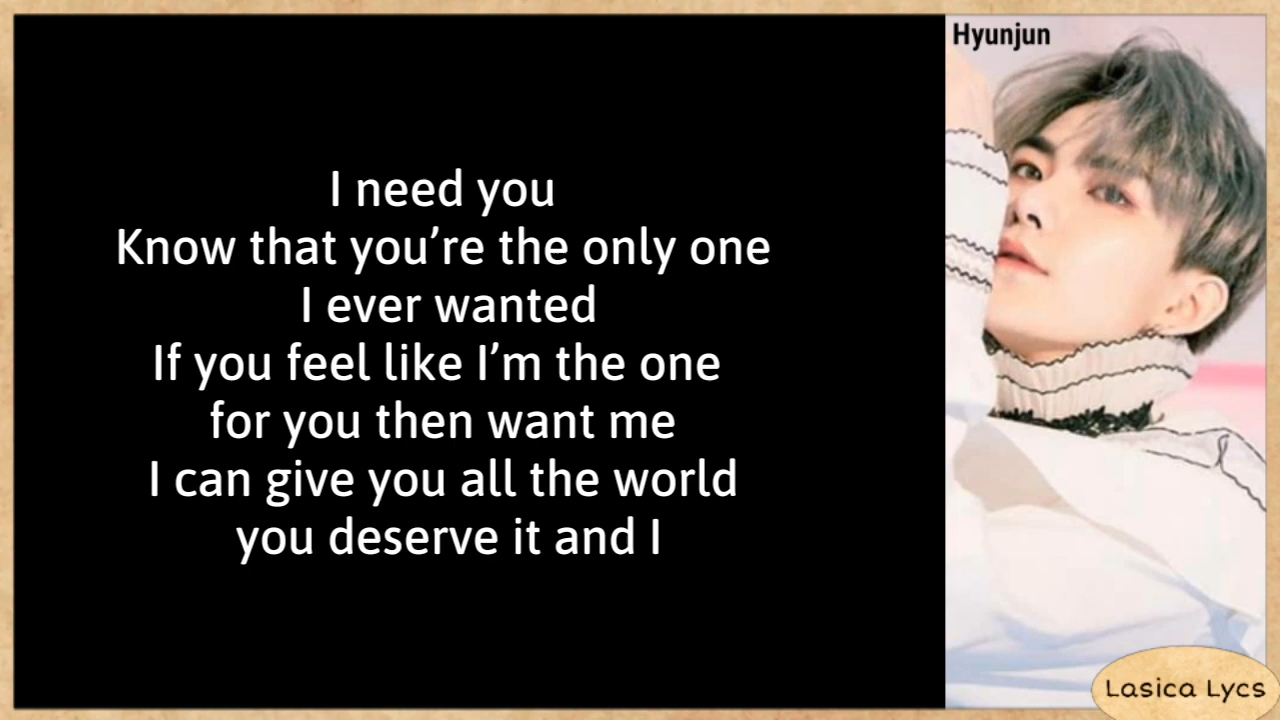 Hyunjun
I need you
Know that you’re the only one
I ever wanted
If you feel like I’m the one
for you then want me
I can give you all the world
you deserve it and I
Lasica Lycs